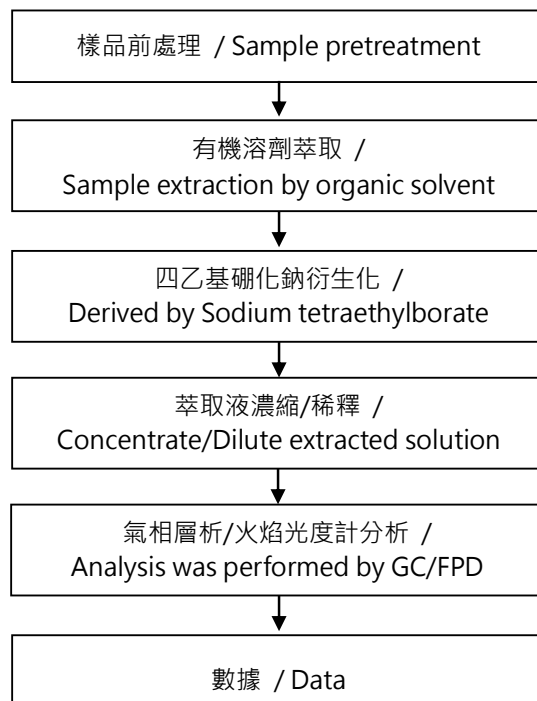 樣品前處理 / Sample pretreatment
有機溶劑萃取 /
Sample extraction by organic solvent
四乙基硼化鈉衍生化 /
Derived by Sodium tetraethylborate
萃取液濃縮/稀釋 /
Concentrate/Dilute extracted solution
氣相層析/火焰光度計分析 /
Analysis was performed by GC/FPD
數據 / Data